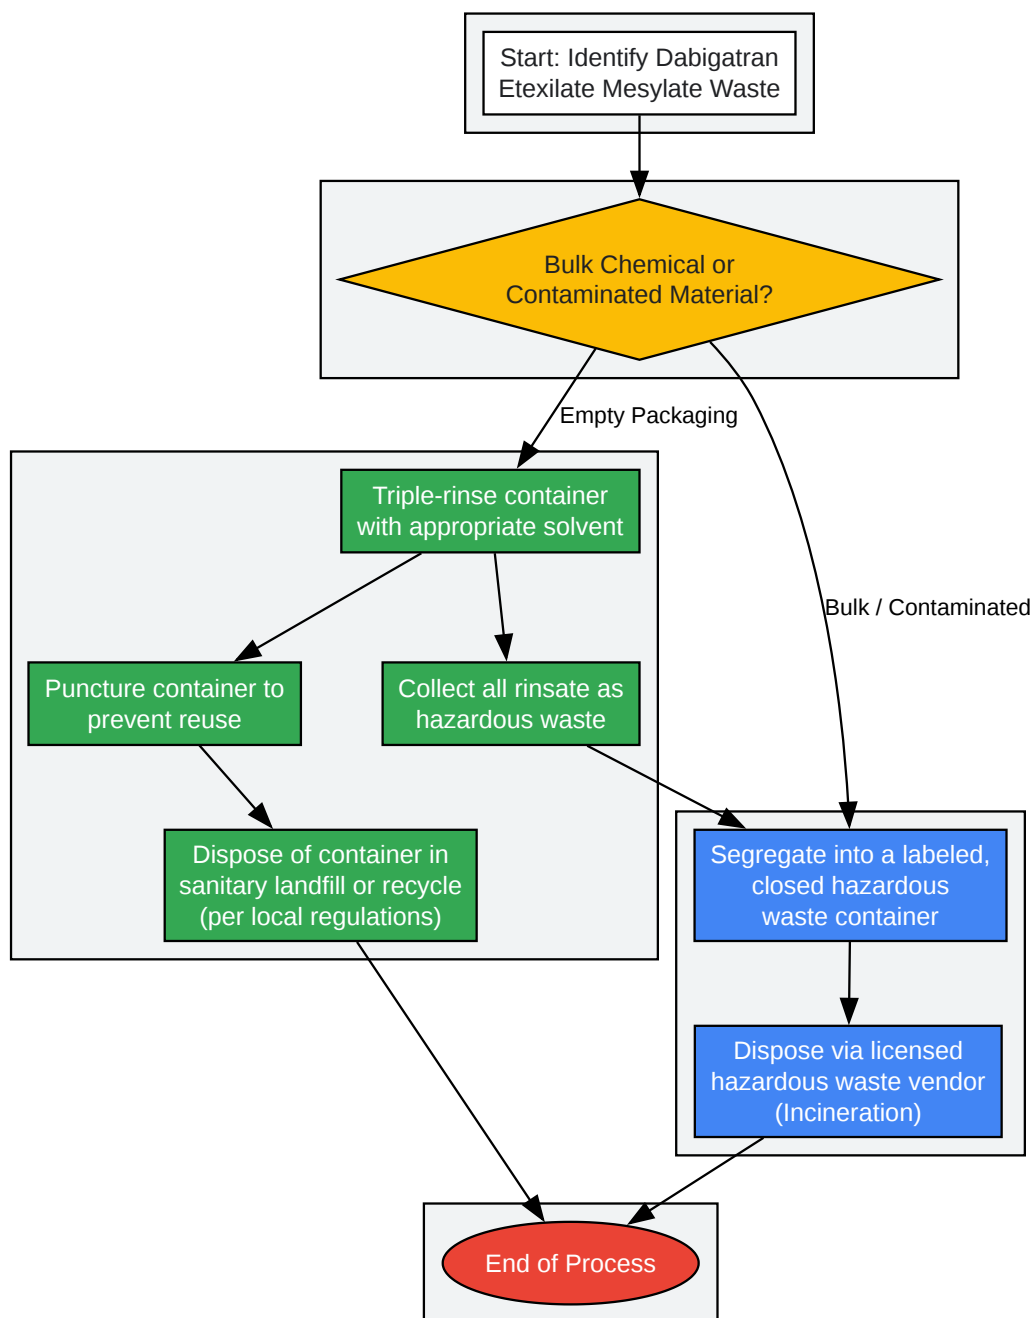 Start: Identify Dabigatran
Etexilate Mesylate Waste
Bulk Chemical or
Contaminated Material?
Empty Packaging
Triple-rinse container
with appropriate solvent
Bulk / Contaminated
Puncture container to
prevent reuse
Collect all rinsate as
hazardous waste
Dispose of container in
sanitary landfill or recycle
(per local regulations)
Segregate into a labeled,
closed hazardous
waste container
Dispose via licensed
hazardous waste vendor
(Incineration)
End of Process